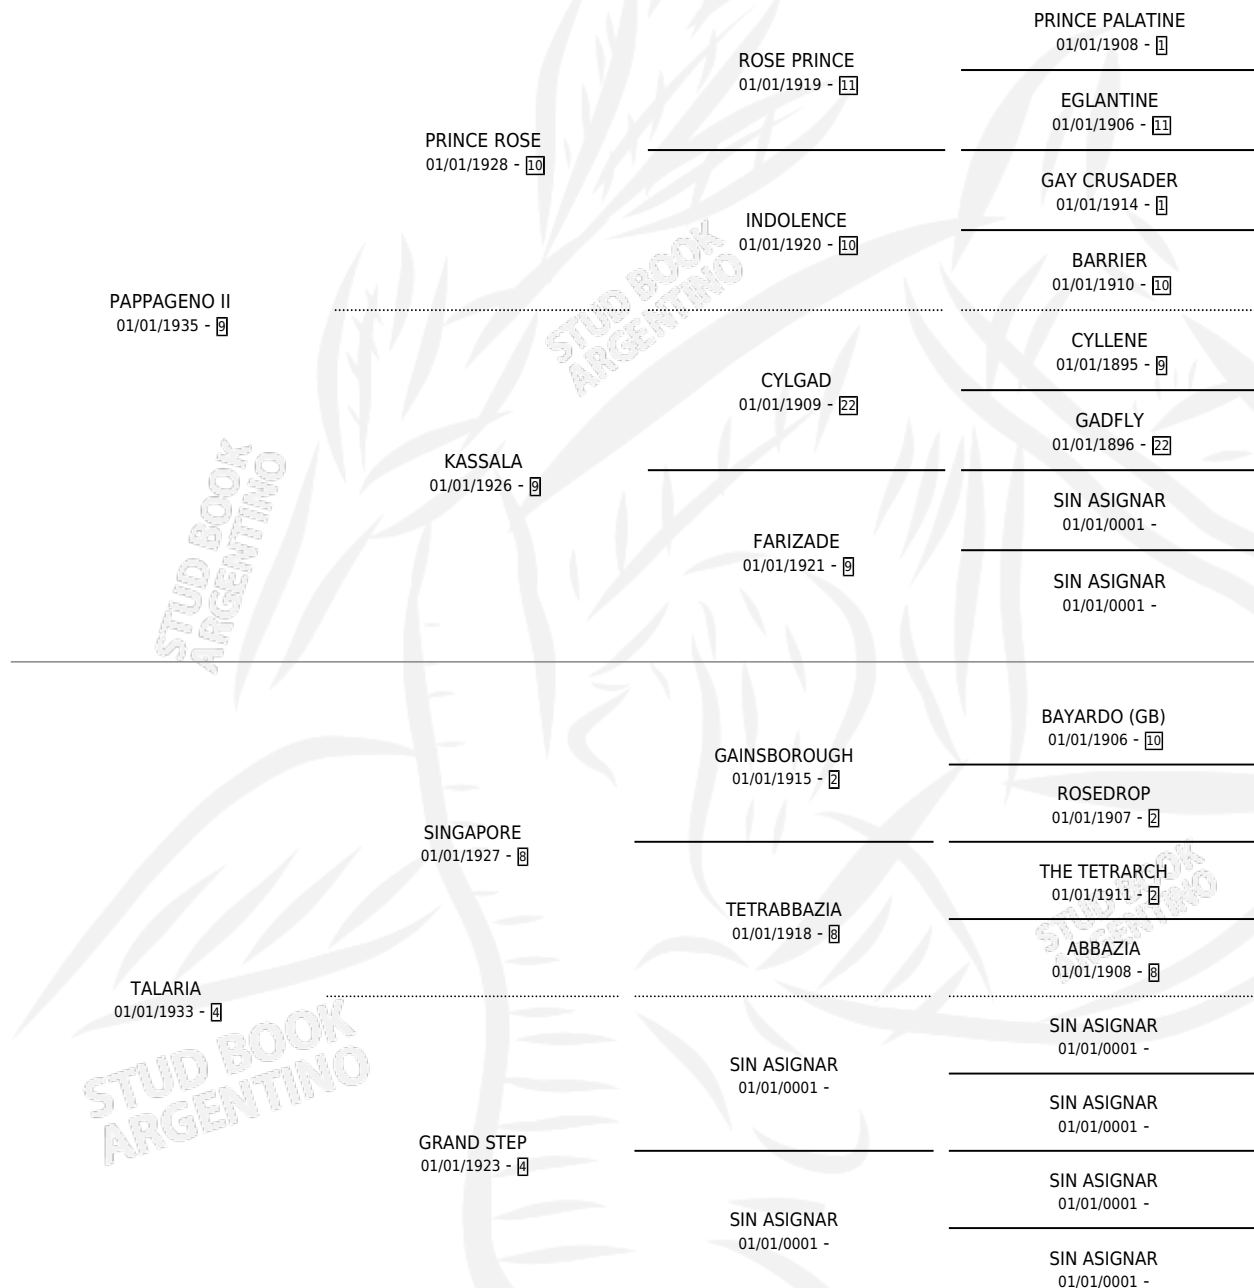 PRINCE PALATINE
01/01/1908 - 1
ROSE PRINCE
01/01/1919 - 11
EGLANTINE
01/01/1906 - 11
PRINCE ROSE
01/01/1928 - 10
GAY CRUSADER
01/01/1914 - 1
INDOLENCE
01/01/1920 - 10
BARRIER
01/01/1910 - 10
PAPPAGENO II
01/01/1935 - 9
CYLLENE
01/01/1895 - 9
CYLGAD
01/01/1909 - 22
GADFLY
01/01/1896 - 22
KASSALA
01/01/1926 - 9
SIN ASIGNAR
01/01/0001 -
FARIZADE
01/01/1921 - 9
SIN ASIGNAR
01/01/0001 -
BAYARDO (GB)
01/01/1906 - 10
GAINSBOROUGH
01/01/1915 - 2
ROSEDROP
01/01/1907 - 2
SINGAPORE
01/01/1927 - 8
THE TETRARCH
01/01/1911 - 2
TETRABBAZIA
01/01/1918 - 8
ABBAZIA
01/01/1908 - 8
TALARIA
01/01/1933 - 4
SIN ASIGNAR
01/01/0001 -
SIN ASIGNAR
01/01/0001 -
SIN ASIGNAR
01/01/0001 -
GRAND STEP
01/01/1923 - 4
SIN ASIGNAR
01/01/0001 -
SIN ASIGNAR
01/01/0001 -
SIN ASIGNAR
01/01/0001 -
STUD BOOK
ARGENTINO
STUD BOOK
ARGENTINO
STUD BOOK
ARGENTINO
STUD BOOK
ARGENTINO